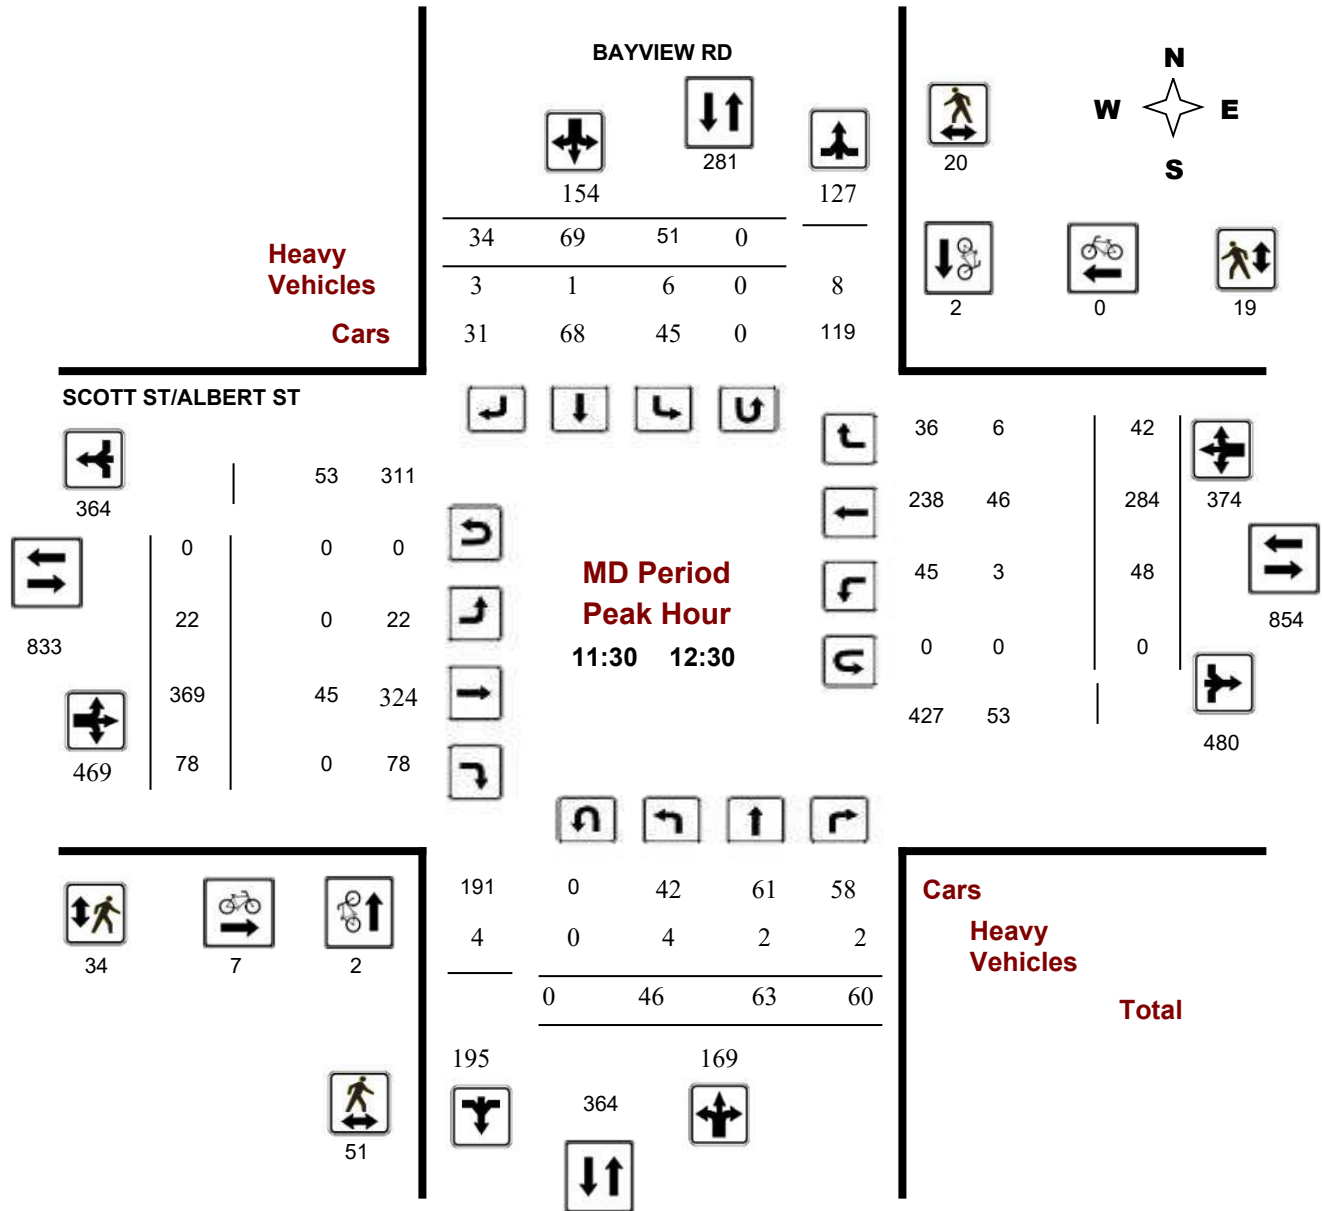 BAYVIEW RD
N
W E
S
281
20
154
127
34 69 51 0
Heavy
Vehicles
3 1 6 0 8
2 0 19
Cars
31 68 45 0 119
SCOTT ST/ALBERT ST
36 6 42
53 311
364
238 46 284 374
0 0 0
MD Period
45 3 48
Peak Hour
22 0 22
854
833
11:30 12:30
0 0 0
369 45 324
427 53
480
469
78 0 78
191 0 42 61 58
Cars
4 0 4 2 2
Heavy
Vehicles
34 7 2
0 46 63 60
Total
195 169
364
51